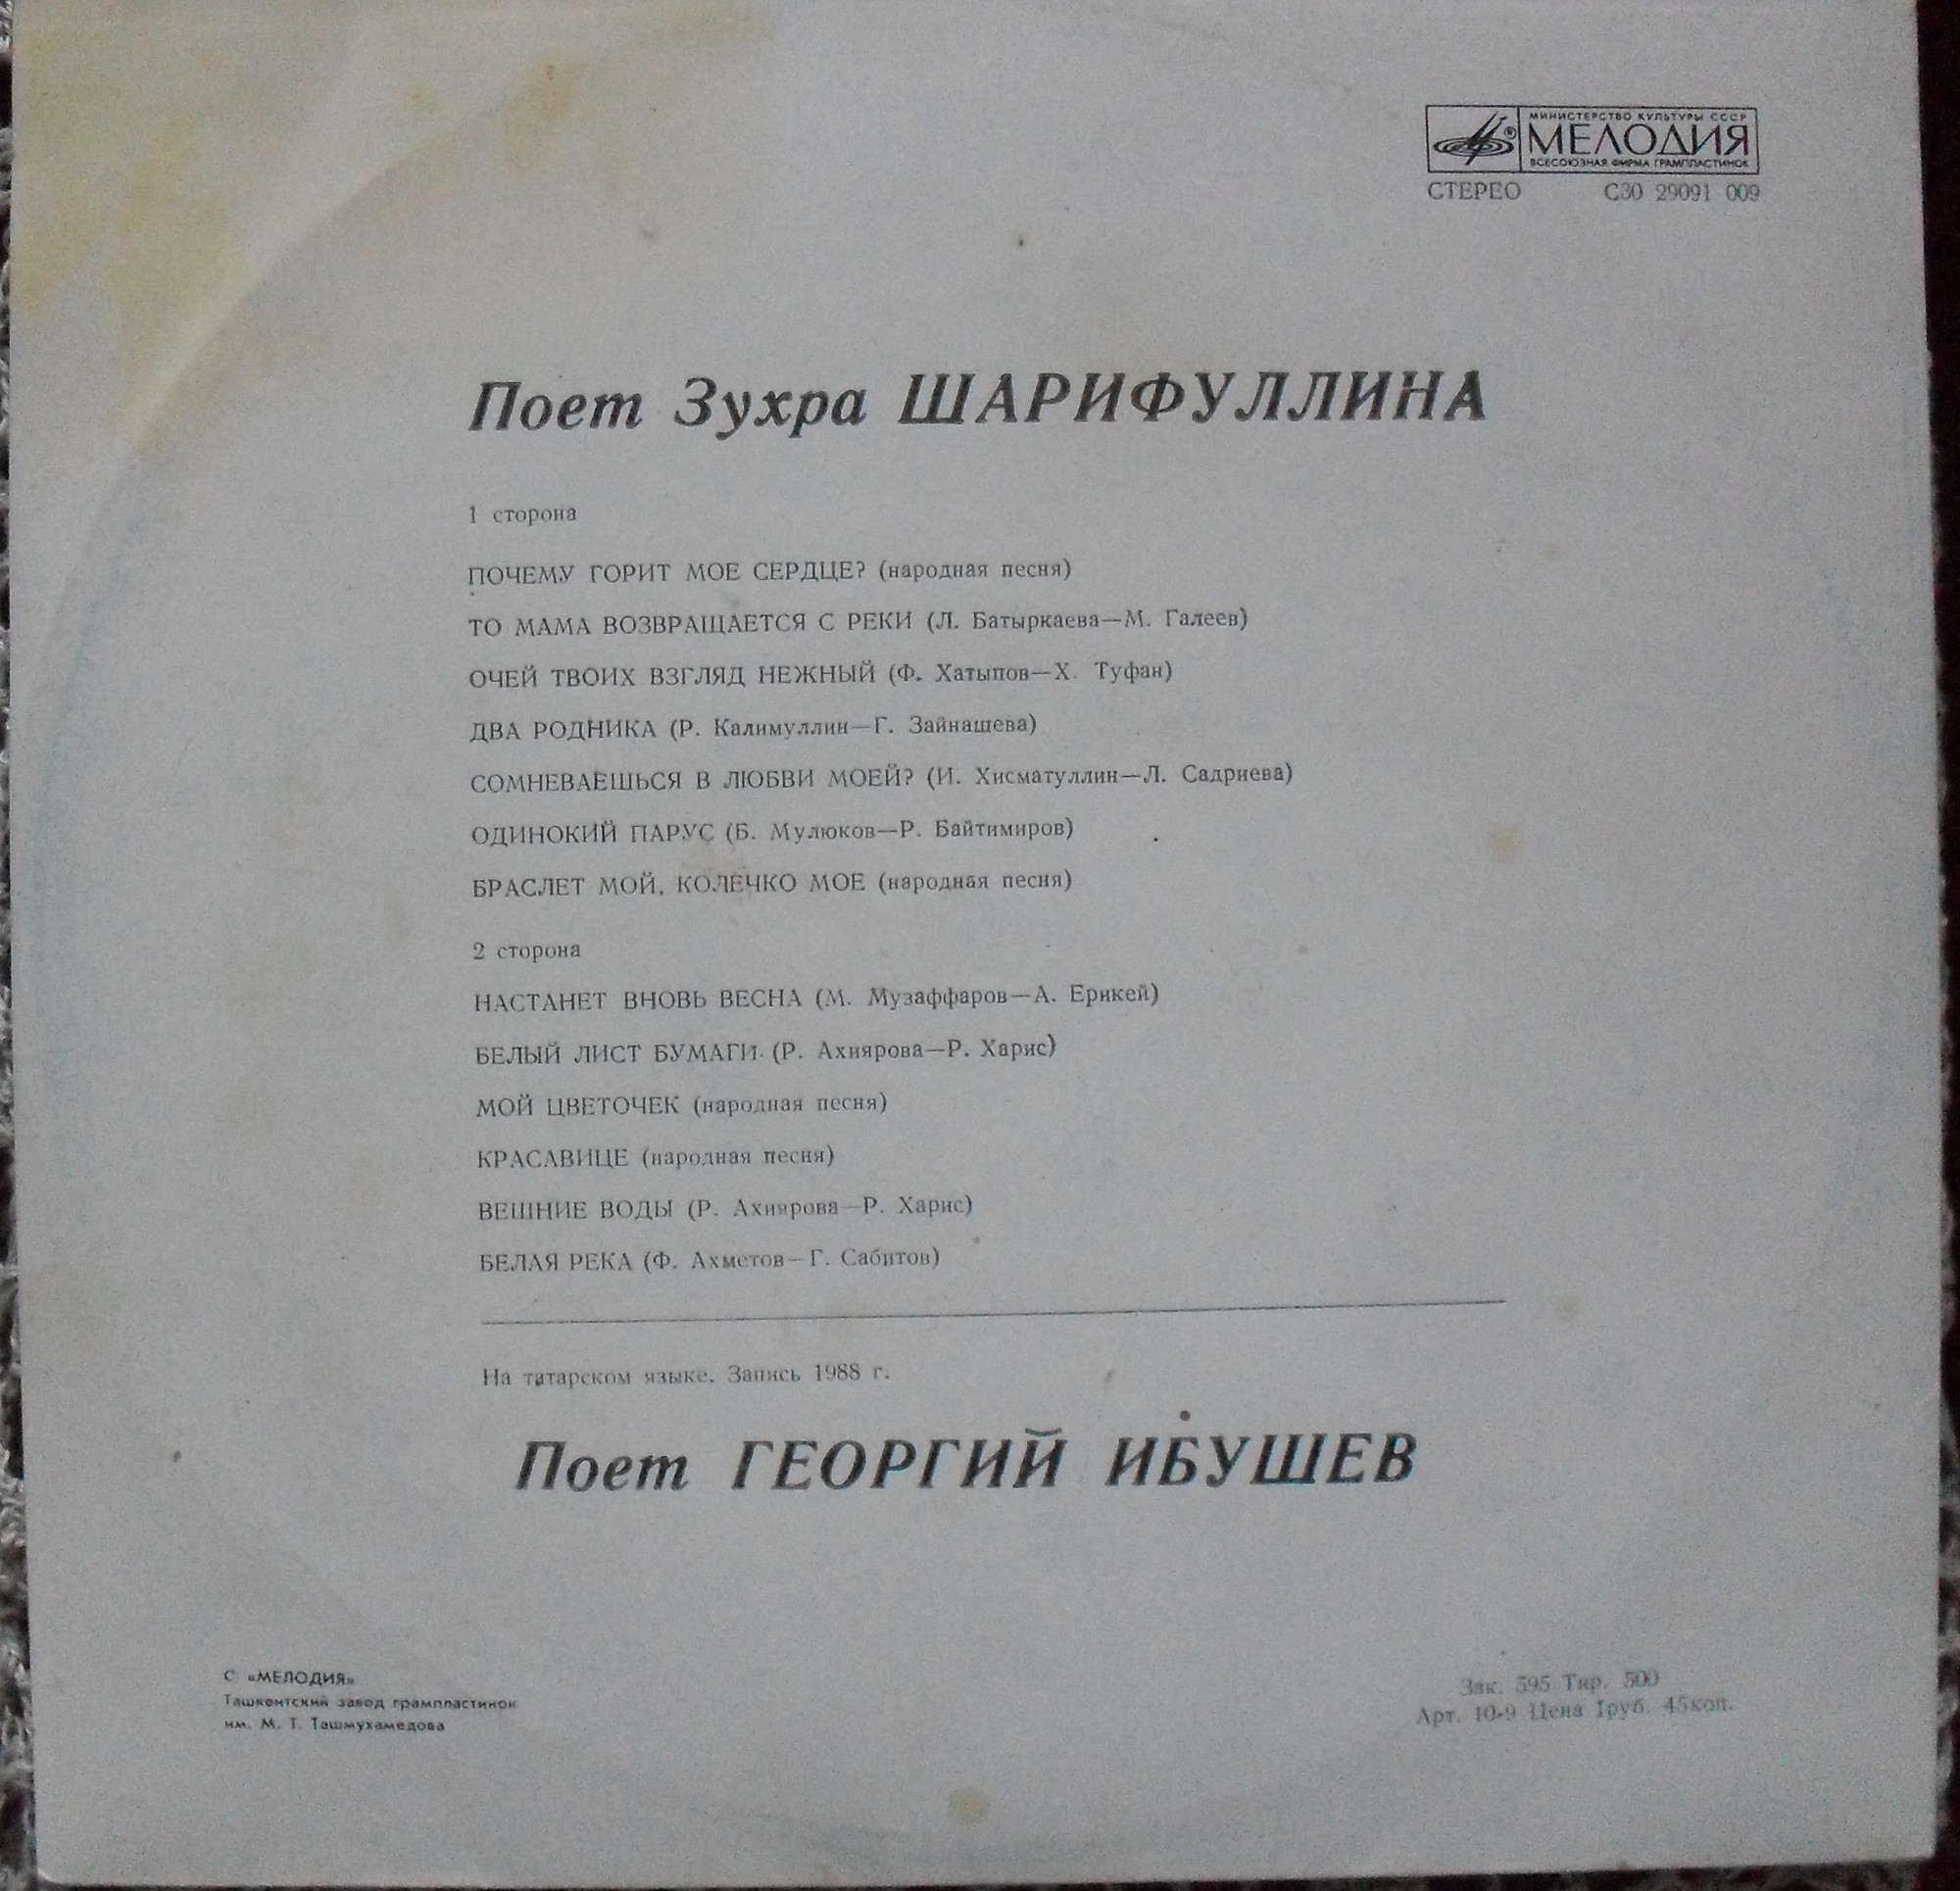 МИНИСТЕРСТВО КУЛЬТУРЫ СССР
МЕЛОДИЯ
ВСЕСОЮЗНАЯ ФИРМА ГРАМПЛАСТИНОК
СТЕРЕО С30 29091 009
Поет Зухра ШАРИФУЛЛИНА
1 сторона
ПОЧЕМУ ГОРИТ МОЕ СЕРДЦЕ? (народная песня)
ТО МАМА ВОЗВРАЩАЕТСЯ С РЕКИ (Л. Батыркаева—М. Галеев)
ОЧЕЙ ТВОИХ ВЗГЛЯД НЕЖНЫЙ (Ф. Хатыпов—Х. Туфан)
ДВА РОДНИКА (Р. Калимуллин—Г. Зайнашева)
СОМНЕВАЕШЬСЯ В ЛЮБВИ МОЕЙ? (И. Хисматуллин—Л. Садриева)
ОДИНОКИЙ ПАРУС (Б. Мулюков—Р. Байтимиров)
БРАСЛЕТ МОЙ, КОЛЕЧКО МОЕ (народная песня)
2 сторона
НАСТАНЕТ ВНОВЬ ВЕСНА (М. Музаффаров—А. Ерикей)
БЕЛЫЙ ЛИСТ БУМАГИ (Р. Ахиярова—Р. Харис)
МОЙ ЦВЕТОЧЕК (народная песня)
КРАСАВИЦЕ (народная песня)
ВЕШНИЕ ВОДЫ (Р. Ахиярова—Р. Харис)
БЕЛАЯ РЕКА (Ф. Ахметов—Г. Сабитов)
На татарском языке. Запись 1988 г.
Поет ГЕОРГИЙ ИБУШЕВ
С «МЕЛОДИЯ»
Ташкентский завод грампластинок
им. М. Т. Ташмухамедова
Зак. 595 Тир. 500
Арт. 10-9 Цена 1руб. 45коп.